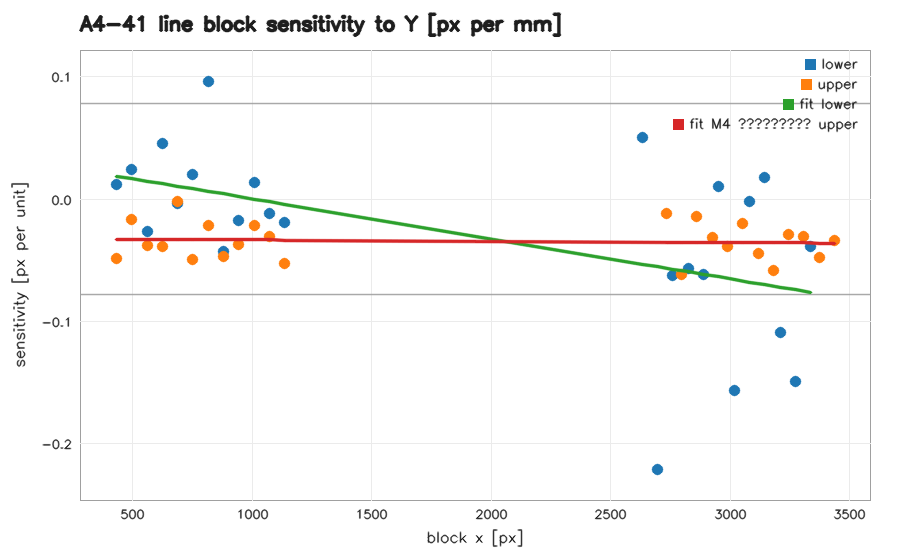 A4-41 line block sensitivity to Y [px per mm]
lower
upper
fit lower
fit M4 ????????? upper
sensitivity [px per unit]
0.1
0.0
−0.1
−0.2
500 1000 1500 2000 2500 3000 3500
block x [px]